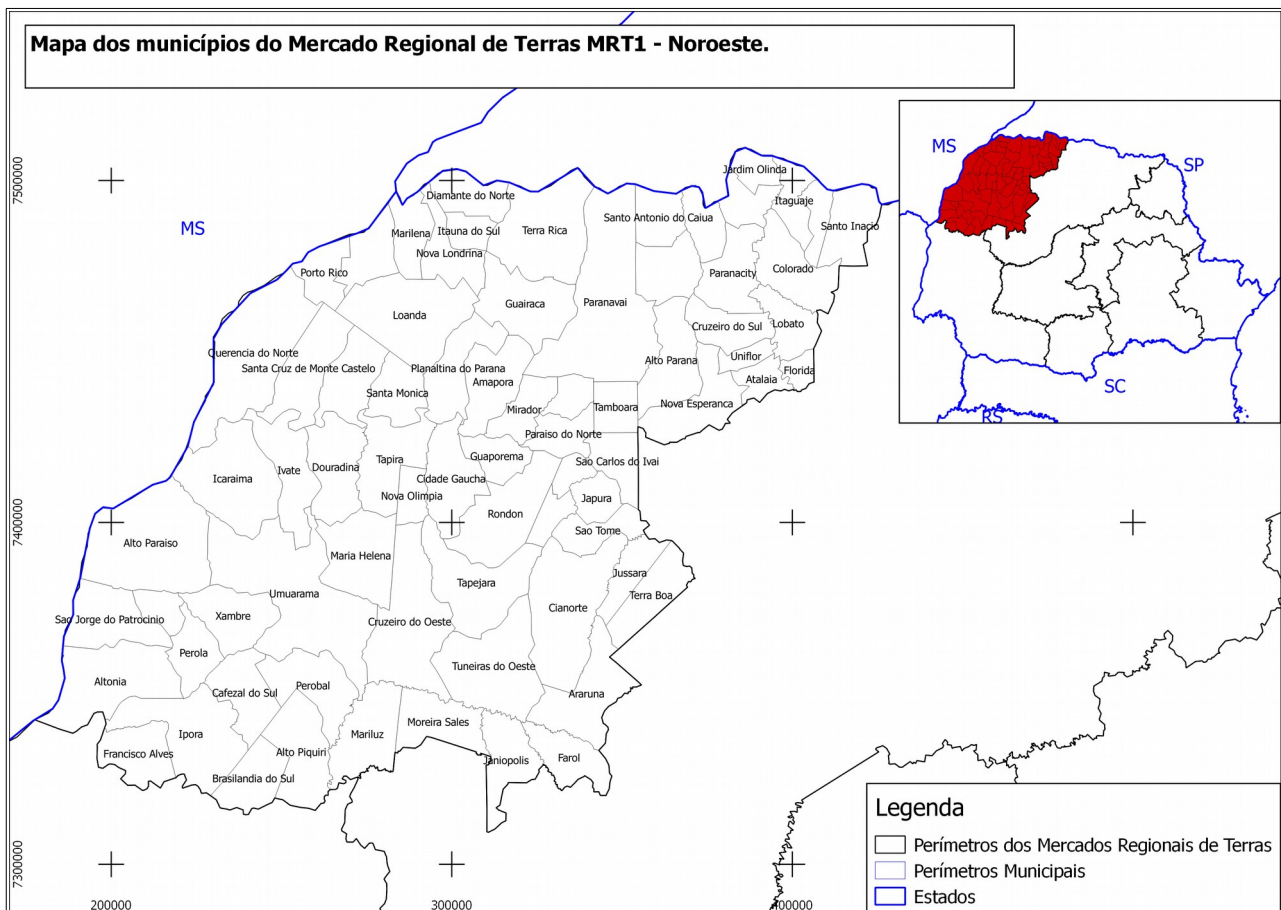 Mapa dos municípios do Mercado Regional de Terras MRT1 - Noroeste.
MS
SP
SC
RS
MS
7500000
7400000
7300000
200000
300000
400000
Jardim Olinda
Diamante do Norte
Itaguaje
Santo Antonio do Caiua
Santo Inacio
Marilena
Itauna do Sul
Terra Rica
Nova Londrina
Porto Rico
Paranacity
Colorado
Guairaca
Paranavai
Loanda
Cruzeiro do Sul
Lobato
Querencia do Norte
Santa Cruz de Monte Castelo
Planaltina do Parana
Alto Parana
Uniflor
Florida
Amapora
Atalaia
Santa Monica
Mirador
Tamboara
Nova Esperanca
Paraiso do Norte
Guaporema
Sao Carlos do Ivai
Icaraima
Ivate
Douradina
Tapira
Cidade Gaucha
Nova Olimpia
Japura
Rondon
Sao Tome
Alto Paraiso
Maria Helena
Jussara
Tapejara
Terra Boa
Umuarama
Cianorte
Sao Jorge do Patrocinio
Xambre
Cruzeiro do Oeste
Perola
Tuneiras do Oeste
Altonia
Cafezal do Sul
Perobal
Araruna
Moreira Sales
Ipora
Mariluz
Francisco Alves
Alto Piquiri
Janiopolis
Farol
Brasilandia do Sul
Legenda
Perímetros dos Mercados Regionais de Terras
Perímetros Municipais
Estados